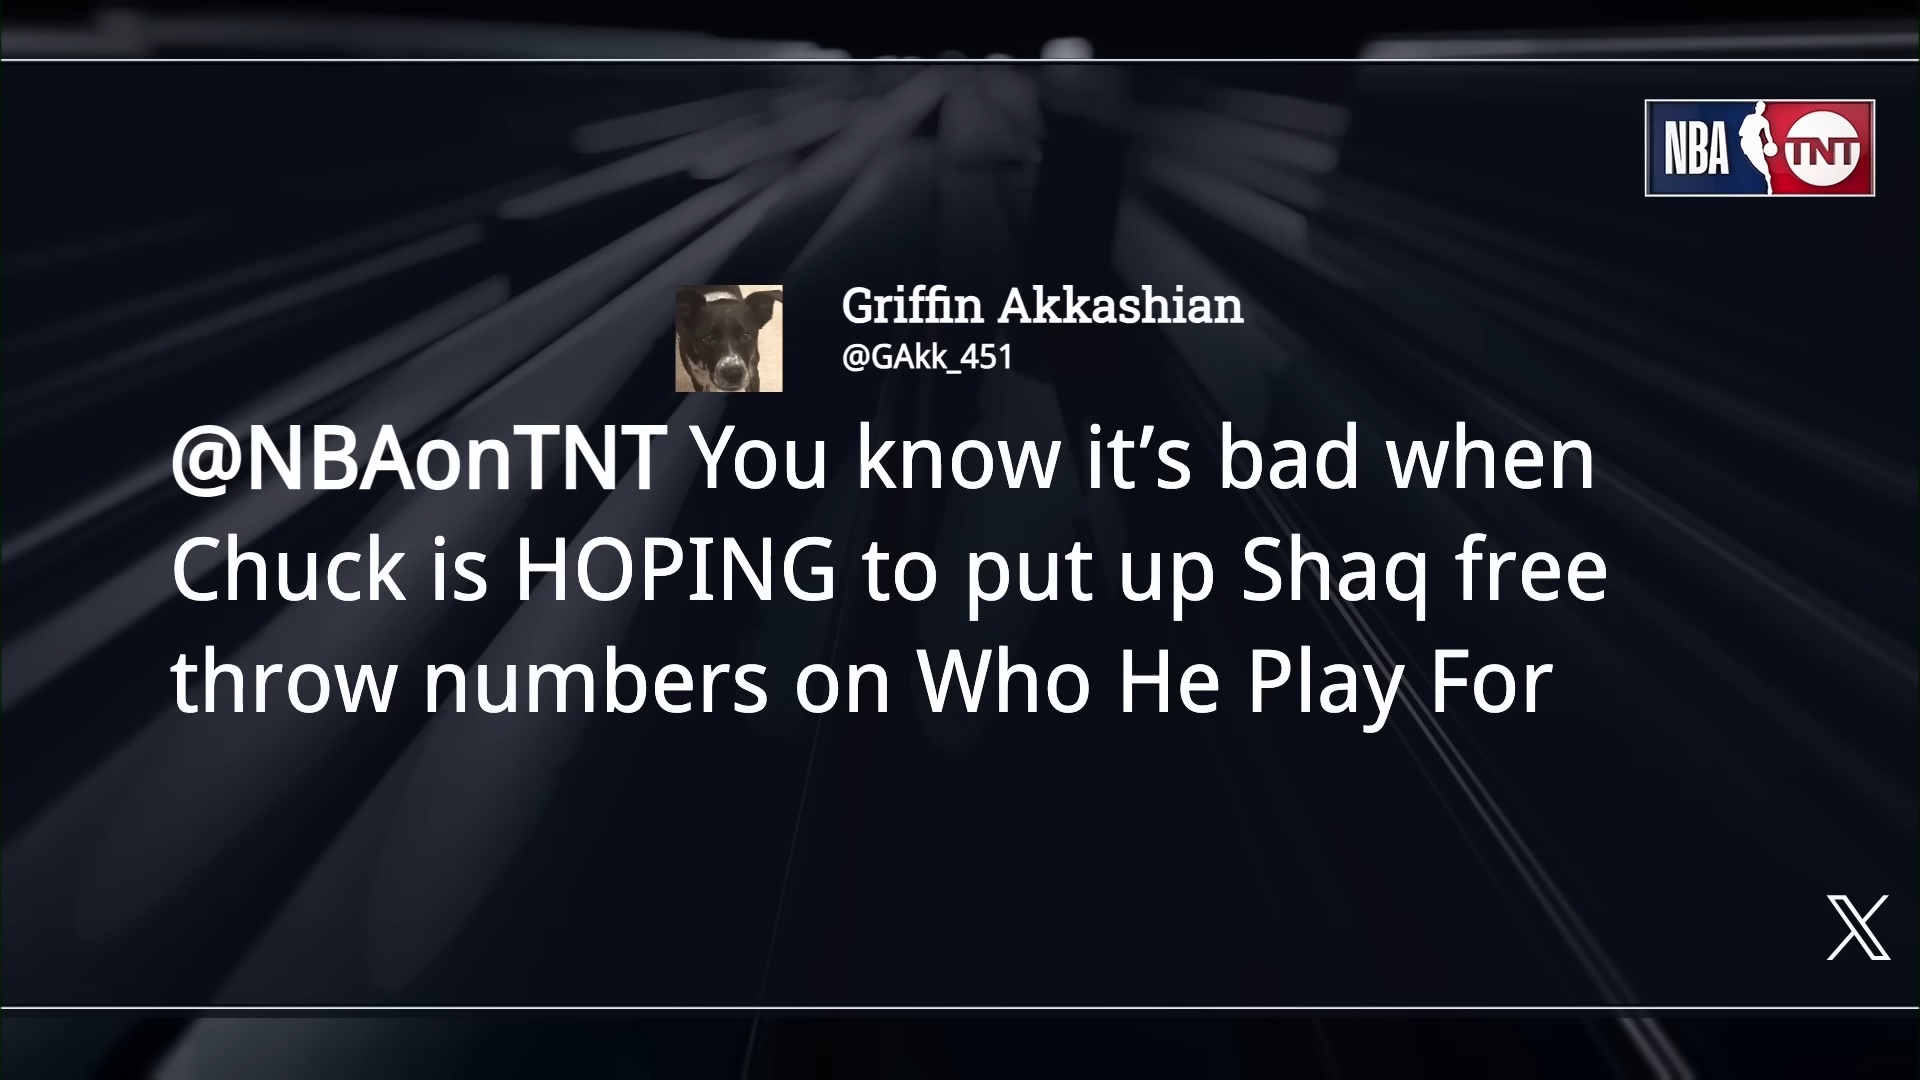 NBA TNT
Griffin Akkashian
@GAkk_451
@NBAonTNT You know it’s bad when
Chuck is HOPING to put up Shaq free
throw numbers on Who He Play For
X